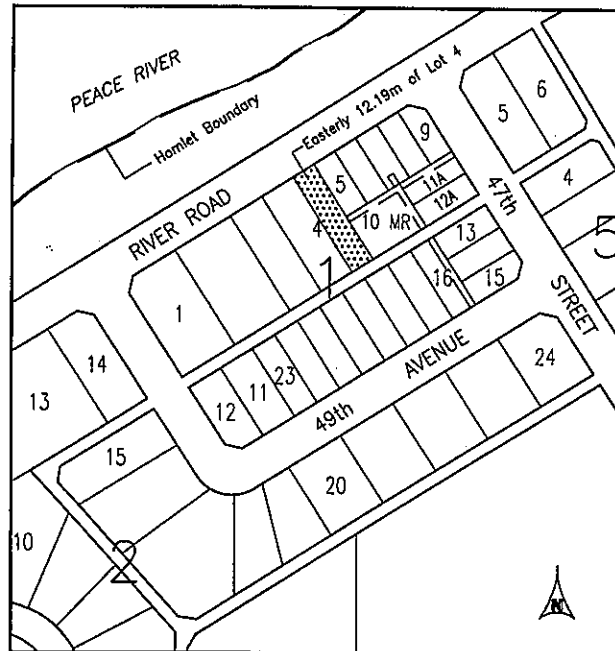 PEACE RIVER
Hamlet Boundary
Easterly 12.19m of Lot 4
RIVER ROAD
5
6
9
5
4
11A
12A
10 MR
47th
STREET
4
5
1
1
13
16
15
14
13
12
11
23
49th
AVENUE
24
15
20
10
2
N